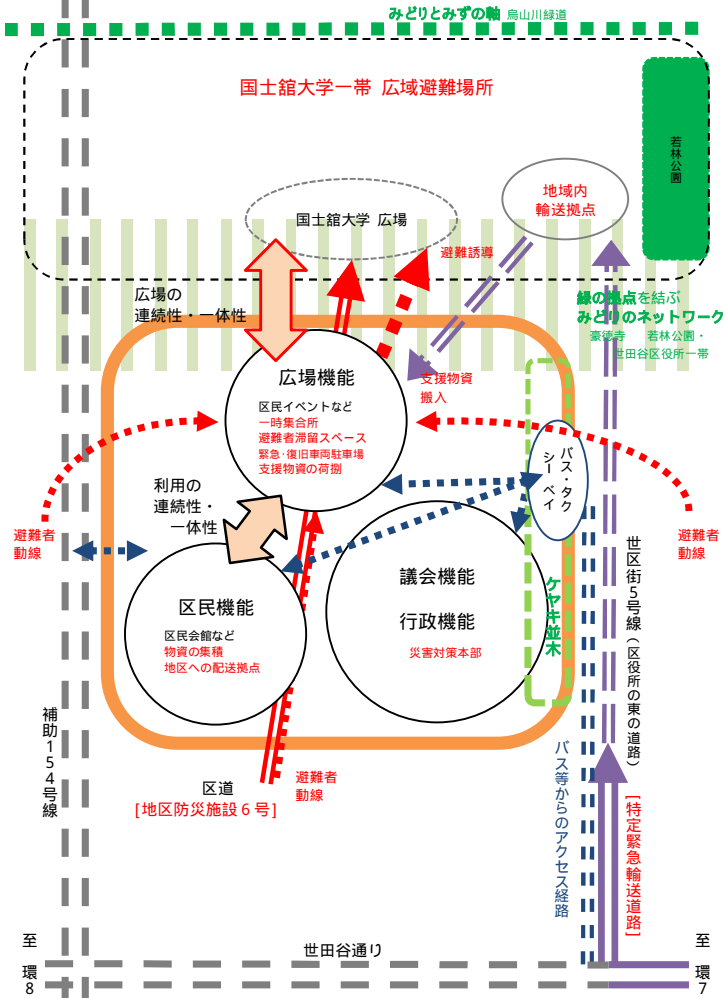 みどりとみずの軸 烏山川緑道
国士舘大学一帯 広域避難場所
若林公園
地域内
輸送拠点
国士舘大学 広場
避難誘導
広場の
連続性・一体性
緑の拠点を結ぶ
みどりのネットワーク
豪徳寺 若林公園・
世田谷区役所一帯
支援物資
搬入
広場機能
区民イベントなど
一時集合所
避難者滞留スペース
緊急・復旧車両駐車場
支援物資の荷捌
バス・タク
シーベイ
利用の
連続性・
一体性
避難者
動線
避難者
動線
区民機能
区民会館など
物資の集積
地区への配送拠点
議会機能
行政機能
災害対策本部
ケヤキ並木
世区街5号線(区役所の東の道路)
補助154号線
区道
[地区防災施設6号]
避難者
動線
バス等からのアクセス経路
[特定緊急輸送道路]
世田谷通り
至
環8
至
環7